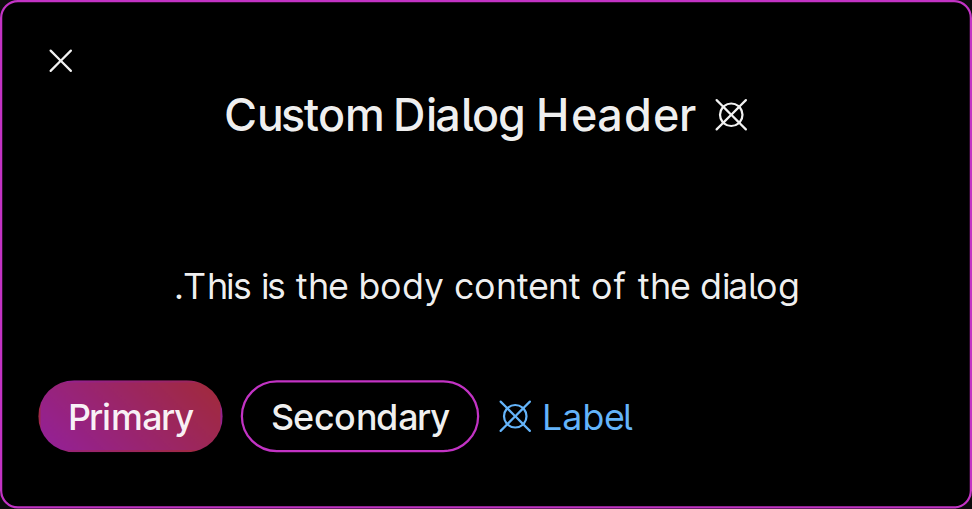 Custom Dialog Header
.This is the body content of the dialog
Primary
Secondary
Label